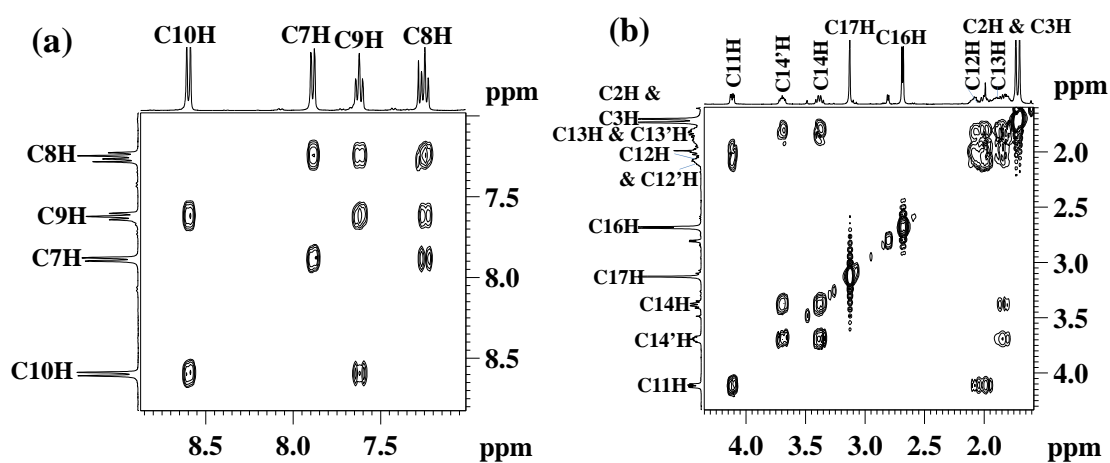 (a)
C10H C7H C9H C8H
ppm
C8H
C9H
C7H
C10H
7.5
8.0
8.5
8.5 8.0 7.5 ppm
(b)
C11H C14'H C14H C17H C16H C12H C13H C2H & C3H
ppm
C2H &
C3H
C13H & C13'H
C12H
& C12'H
C16H
C17H
C14H
C14'H
C11H
2.0
2.5
3.0
3.5
4.0
4.0 3.5 3.0 2.5 2.0 ppm